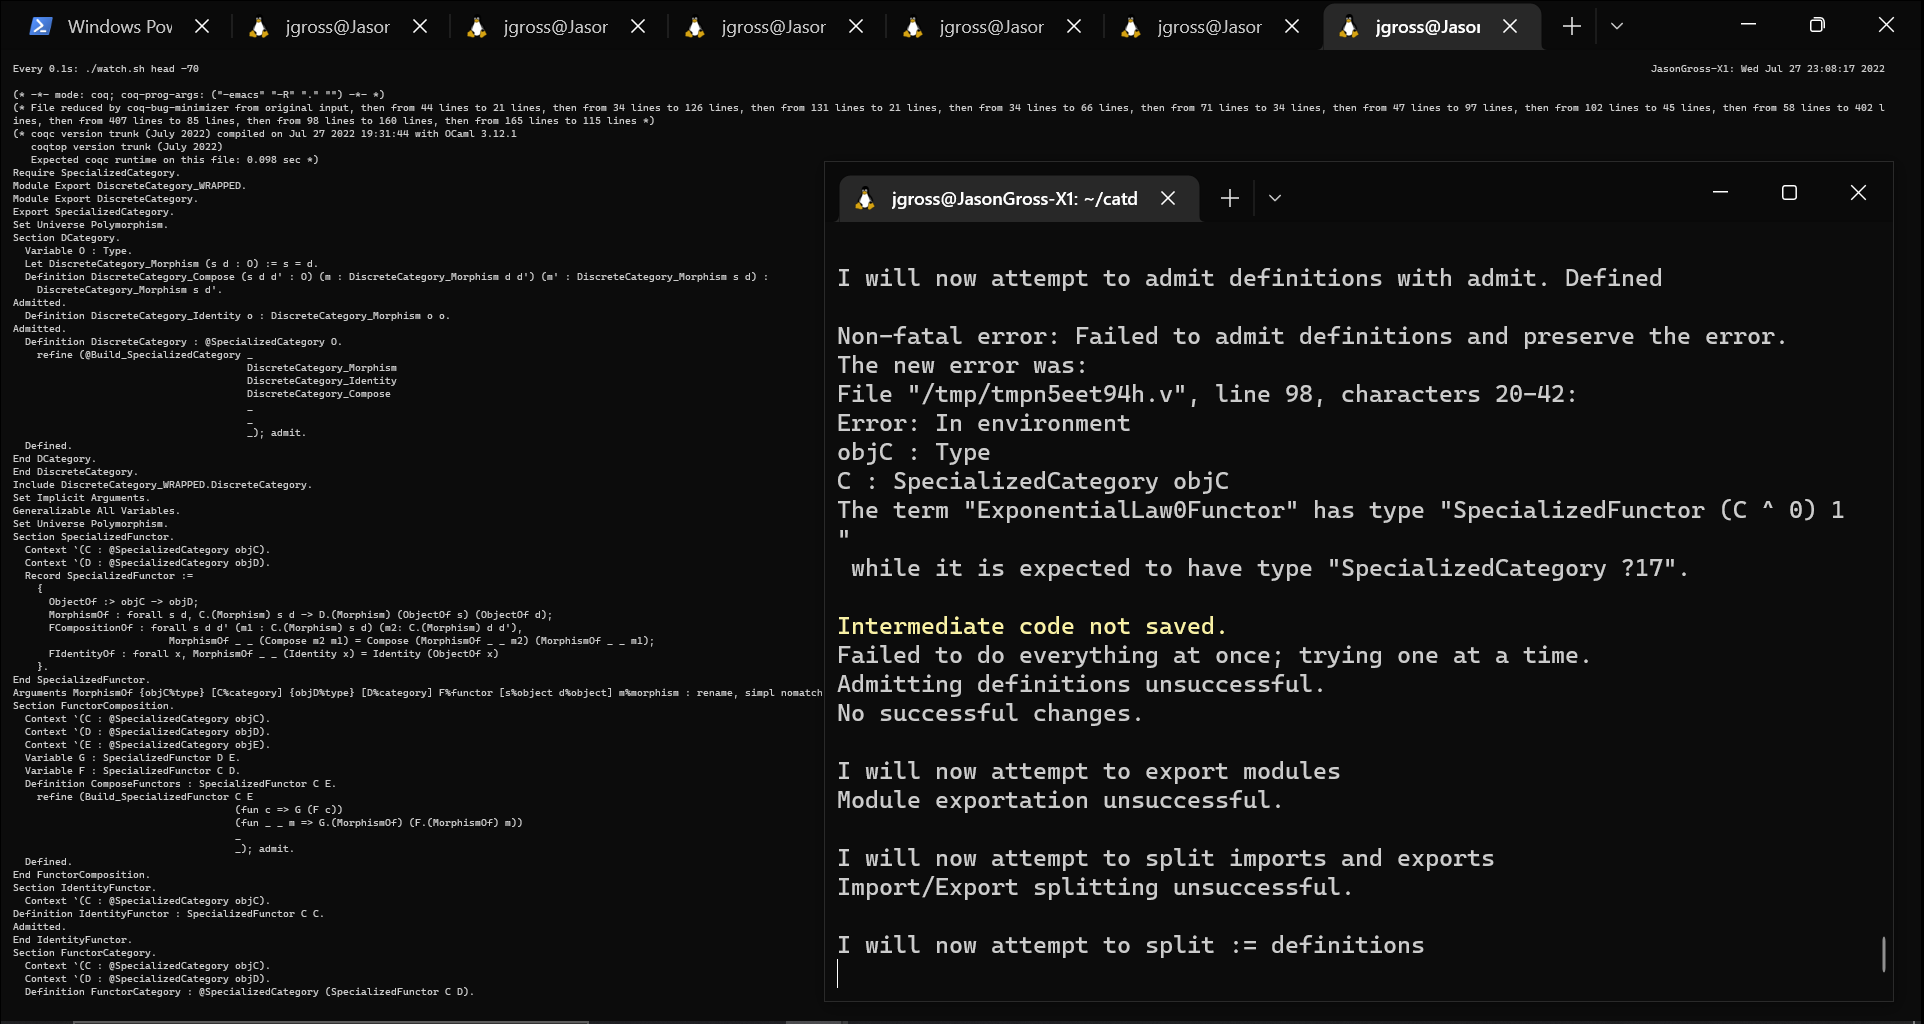 Windows Pov
jgross@Jasor
jgross@Jasor
jgross@Jasor
jgross@Jasor
jgross@Jasor
jgross@Jasor
Every 0.1s: ./watch.sh head -70
JasonGross-X1: Wed Jul 27 23:08:17 2022
(* -*- mode: coq; coq-prog-args: ("-emacs" "-R" "." "") -*- *)
(* File reduced by coq-bug-minimizer from original input, then from 44 lines to 21 lines, then from 34 lines to 126 lines, then from 131 lines to 21 lines, then from 34 lines to 66 lines, then from 71 lines to 34 lines, then from 47 lines to 97 lines, then from 102 lines to 45 lines, then from 58 lines to 402 l
ines, then from 407 lines to 85 lines, then from 98 lines to 160 lines, then from 165 lines to 115 lines *)
(* coqc version trunk (July 2022) compiled on Jul 27 2022 19:31:44 with OCaml 3.12.1
   coqtop version trunk (July 2022)
   Expected coqc runtime on this file: 0.098 sec *)
Require SpecializedCategory.
Module Export DiscreteCategory_WRAPPED.
Module Export DiscreteCategory.
Export SpecializedCategory.
Set Universe Polymorphism.
Section DCategory.
  Variable O : Type.
  Let DiscreteCategory_Morphism (s d : O) := s = d.
  Definition DiscreteCategory_Compose (s d d' : O) (m : DiscreteCategory_Morphism d d') (m' : DiscreteCategory_Morphism s d) :
    DiscreteCategory_Morphism s d'.
Admitted.
  Definition DiscreteCategory_Identity o : DiscreteCategory_Morphism o o.
Admitted.
  Definition DiscreteCategory : @SpecializedCategory O.
    refine (@Build_SpecializedCategory _
                                       DiscreteCategory_Morphism
                                       DiscreteCategory_Identity
                                       DiscreteCategory_Compose
                                       _
                                       _
                                       _); admit.
  Defined.
End DCategory.
End DiscreteCategory.
Include DiscreteCategory_WRAPPED.DiscreteCategory.
Set Implicit Arguments.
Generalizable All Variables.
Set Universe Polymorphism.
Section SpecializedFunctor.
  Context `(C : @SpecializedCategory objC).
  Context `(D : @SpecializedCategory objD).
  Record SpecializedFunctor :=
    {
      ObjectOf :> objC -> objD;
      MorphismOf : forall s d, C.(Morphism) s d -> D.(Morphism) (ObjectOf s) (ObjectOf d);
      FCompositionOf : forall s d d' (m1 : C.(Morphism) s d) (m2: C.(Morphism) d d'),
                          MorphismOf _ _ (Compose m2 m1) = Compose (MorphismOf _ _ m2) (MorphismOf _ _ m1);
      FIdentityOf : forall x, MorphismOf _ _ (Identity x) = Identity (ObjectOf x)
    }.
End SpecializedFunctor.
Arguments MorphismOf {objC%type} [C%category] {objD%type} [D%category] F%functor [s%object d%object] m%morphism : rename, simpl nomatch
Section FunctorComposition.
  Context `(C : @SpecializedCategory objC).
  Context `(D : @SpecializedCategory objD).
  Context `(E : @SpecializedCategory objE).
  Variable G : SpecializedFunctor D E.
  Variable F : SpecializedFunctor C D.
  Definition ComposeFunctors : SpecializedFunctor C E.
    refine (Build_SpecializedFunctor C E
                                     (fun c => G (F c))
                                     (fun _ _ m => G.(MorphismOf) (F.(MorphismOf) m))
                                     _
                                     _); admit.
  Defined.
End FunctorComposition.
Section IdentityFunctor.
  Context `(C : @SpecializedCategory objC).
Definition IdentityFunctor : SpecializedFunctor C C.
Admitted.
End IdentityFunctor.
Section FunctorCategory.
  Context `(C : @SpecializedCategory objC).
  Context `(D : @SpecializedCategory objD).
  Definition FunctorCategory : @SpecializedCategory (SpecializedFunctor C D).
jgross@JasonGross-X1: ~/catd
I will now attempt to admit definitions with admit. Defined
Non-fatal error: Failed to admit definitions and preserve the error.
The new error was:
File "/tmp/tmpn5eet94h.v", line 98, characters 20-42:
Error: In environment
objC : Type
C : SpecializedCategory objC
The term "ExponentialLaw0Functor" has type "SpecializedFunctor (C ^ 0) 1
"
 while it is expected to have type "SpecializedCategory ?17".
Intermediate code not saved.
Failed to do everything at once; trying one at a time.
Admitting definitions unsuccessful.
No successful changes.
I will now attempt to export modules
Module exportation unsuccessful.
I will now attempt to split imports and exports
Import/Export splitting unsuccessful.
I will now attempt to split := definitions